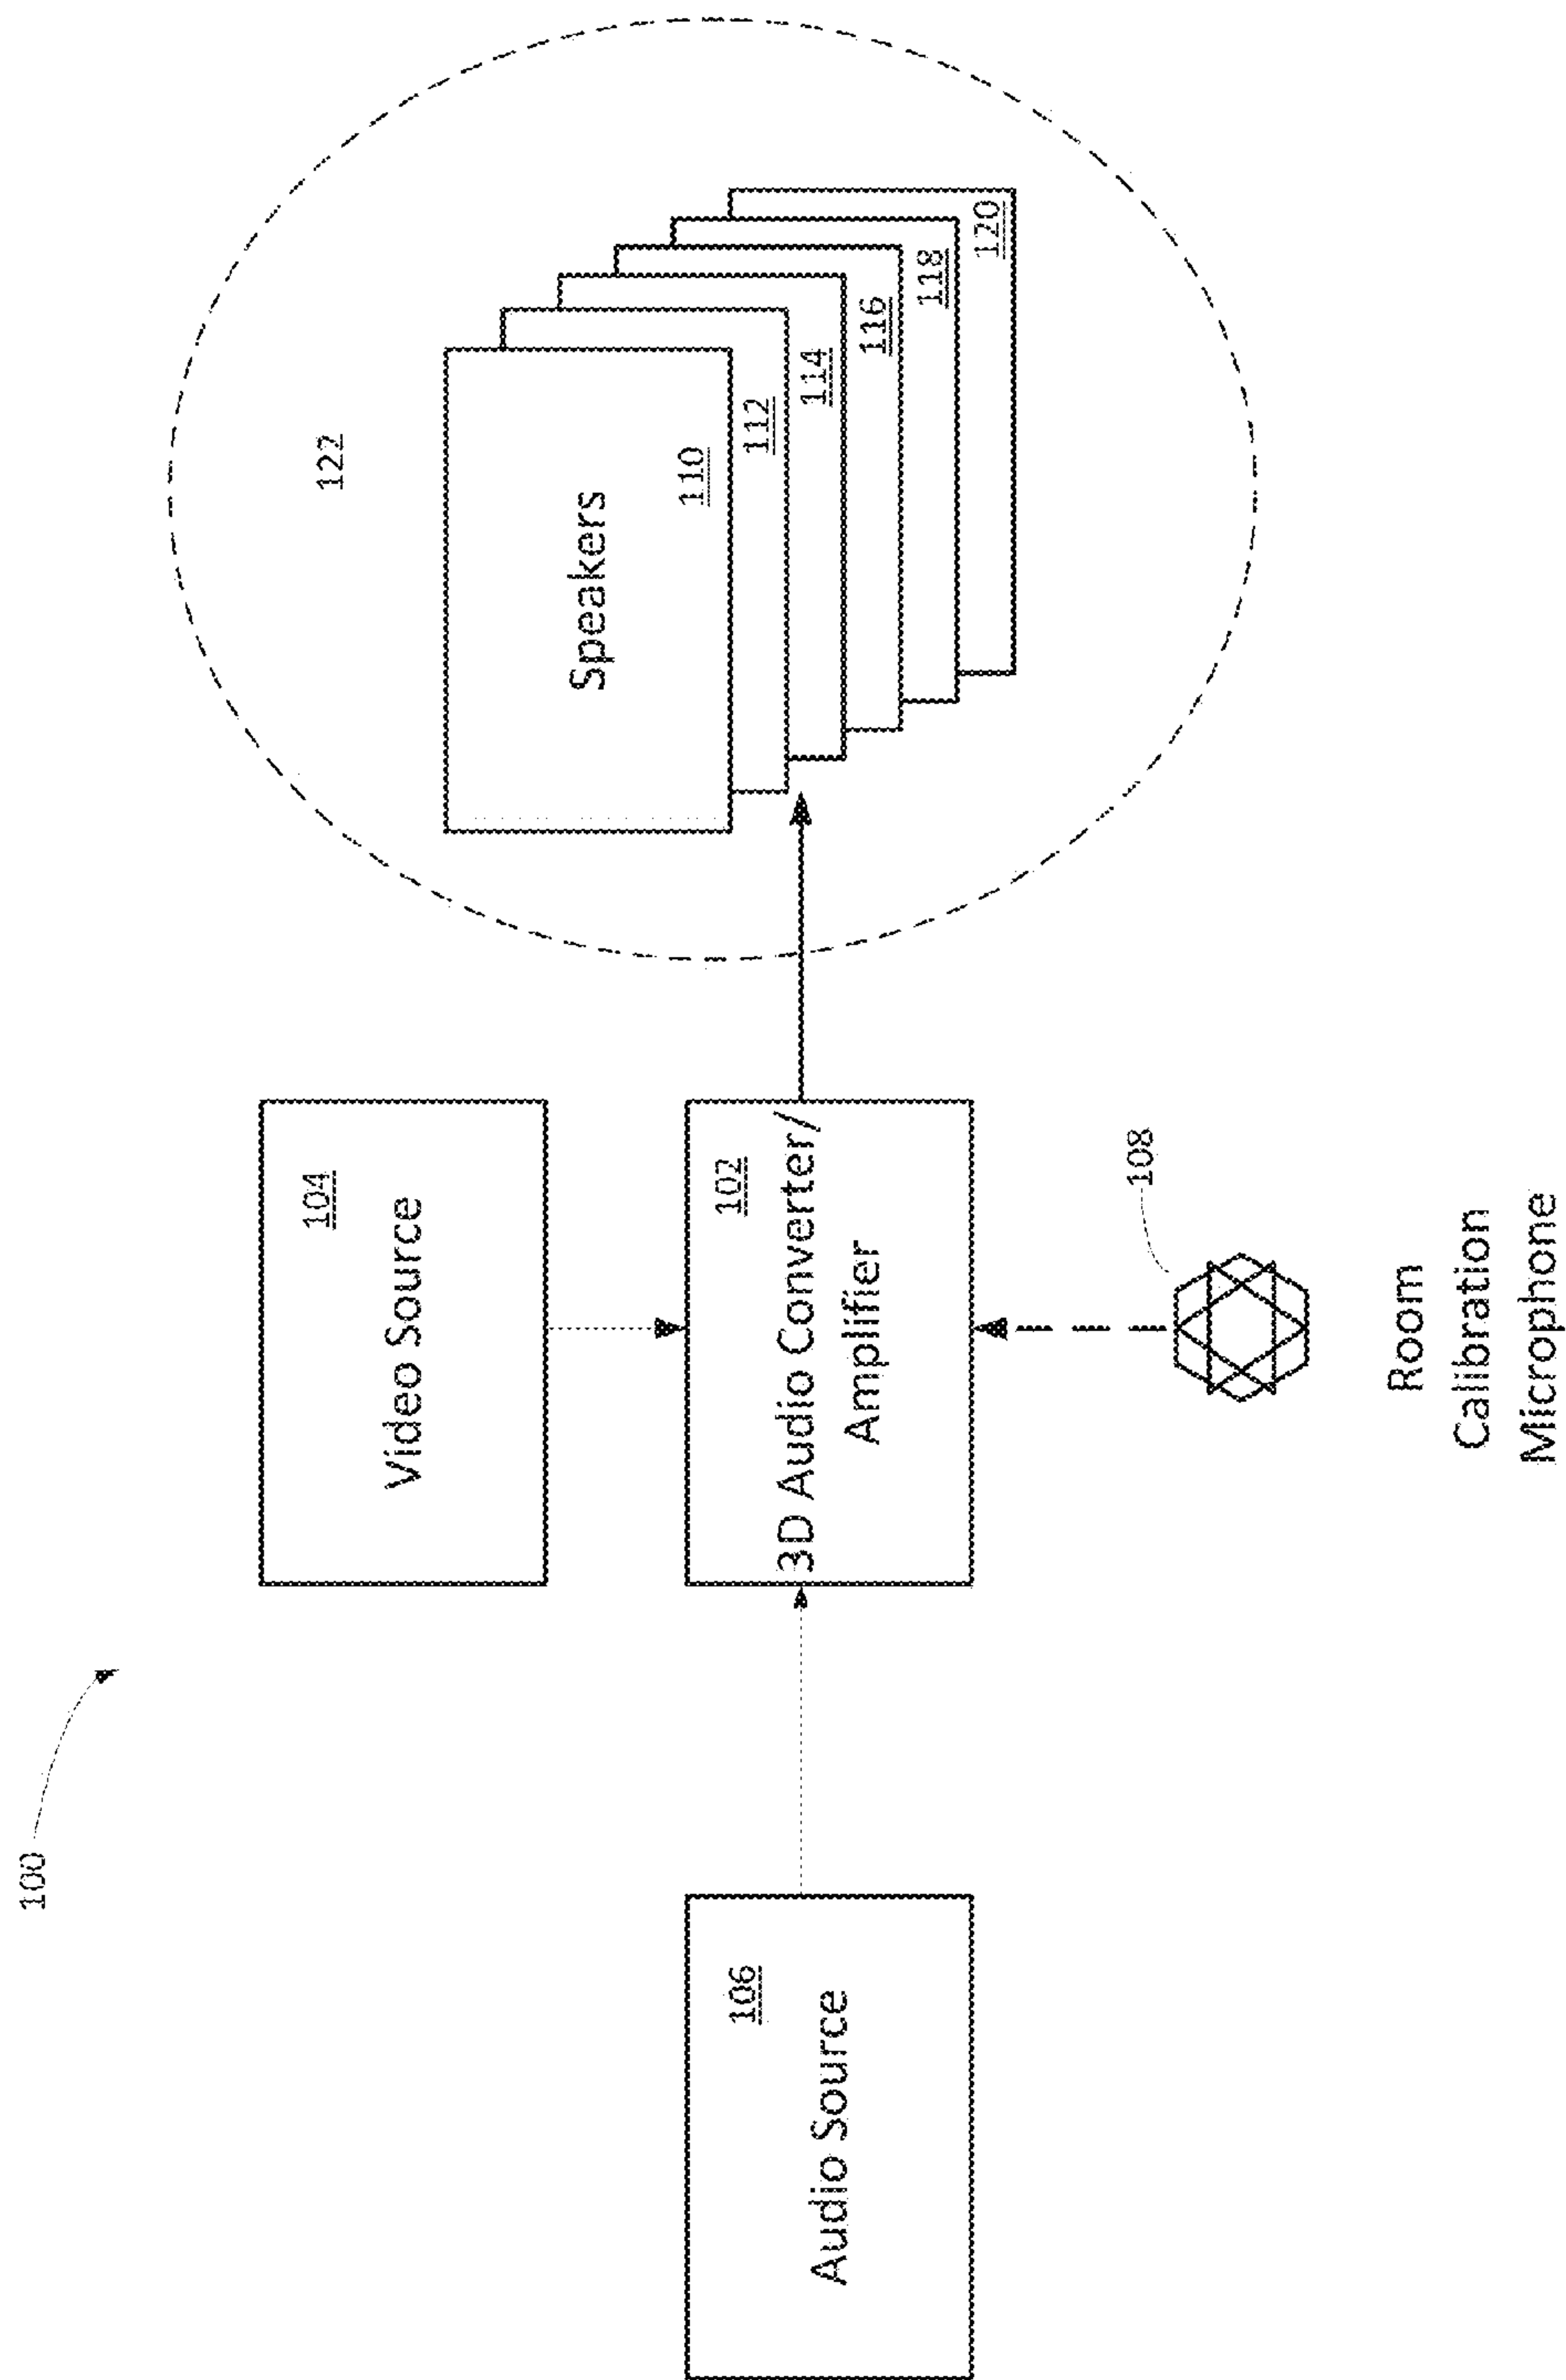 100
104
Video Source
122
Speakers
110
112
114
116
118
120
106
Audio Source
102
3D Audio Converter/
Amplifier
108
Room
Calibration
Microphone